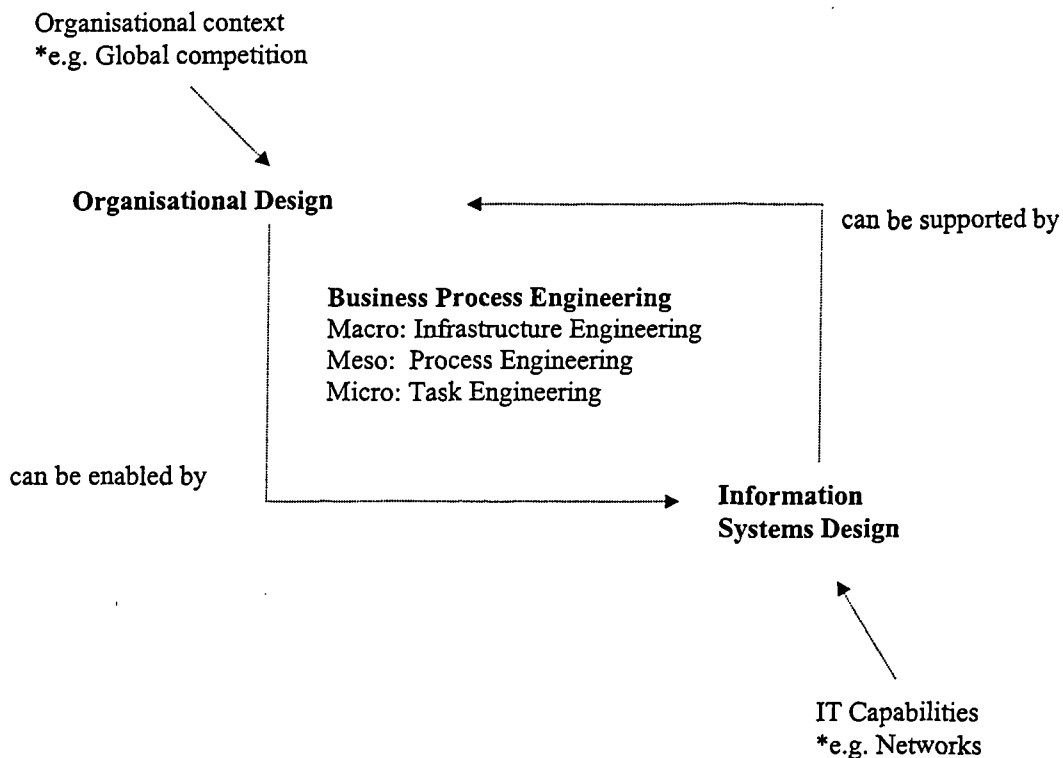 Organisational context
*e.g. Global competition
Organisational Design
can be supported by
Business Process Engineering
Macro: Infrastructure Engineering
Meso: Process Engineering
Micro: Task Engineering
can be enabled by
Information
Systems Design
IT Capabilities
*e.g. Networks